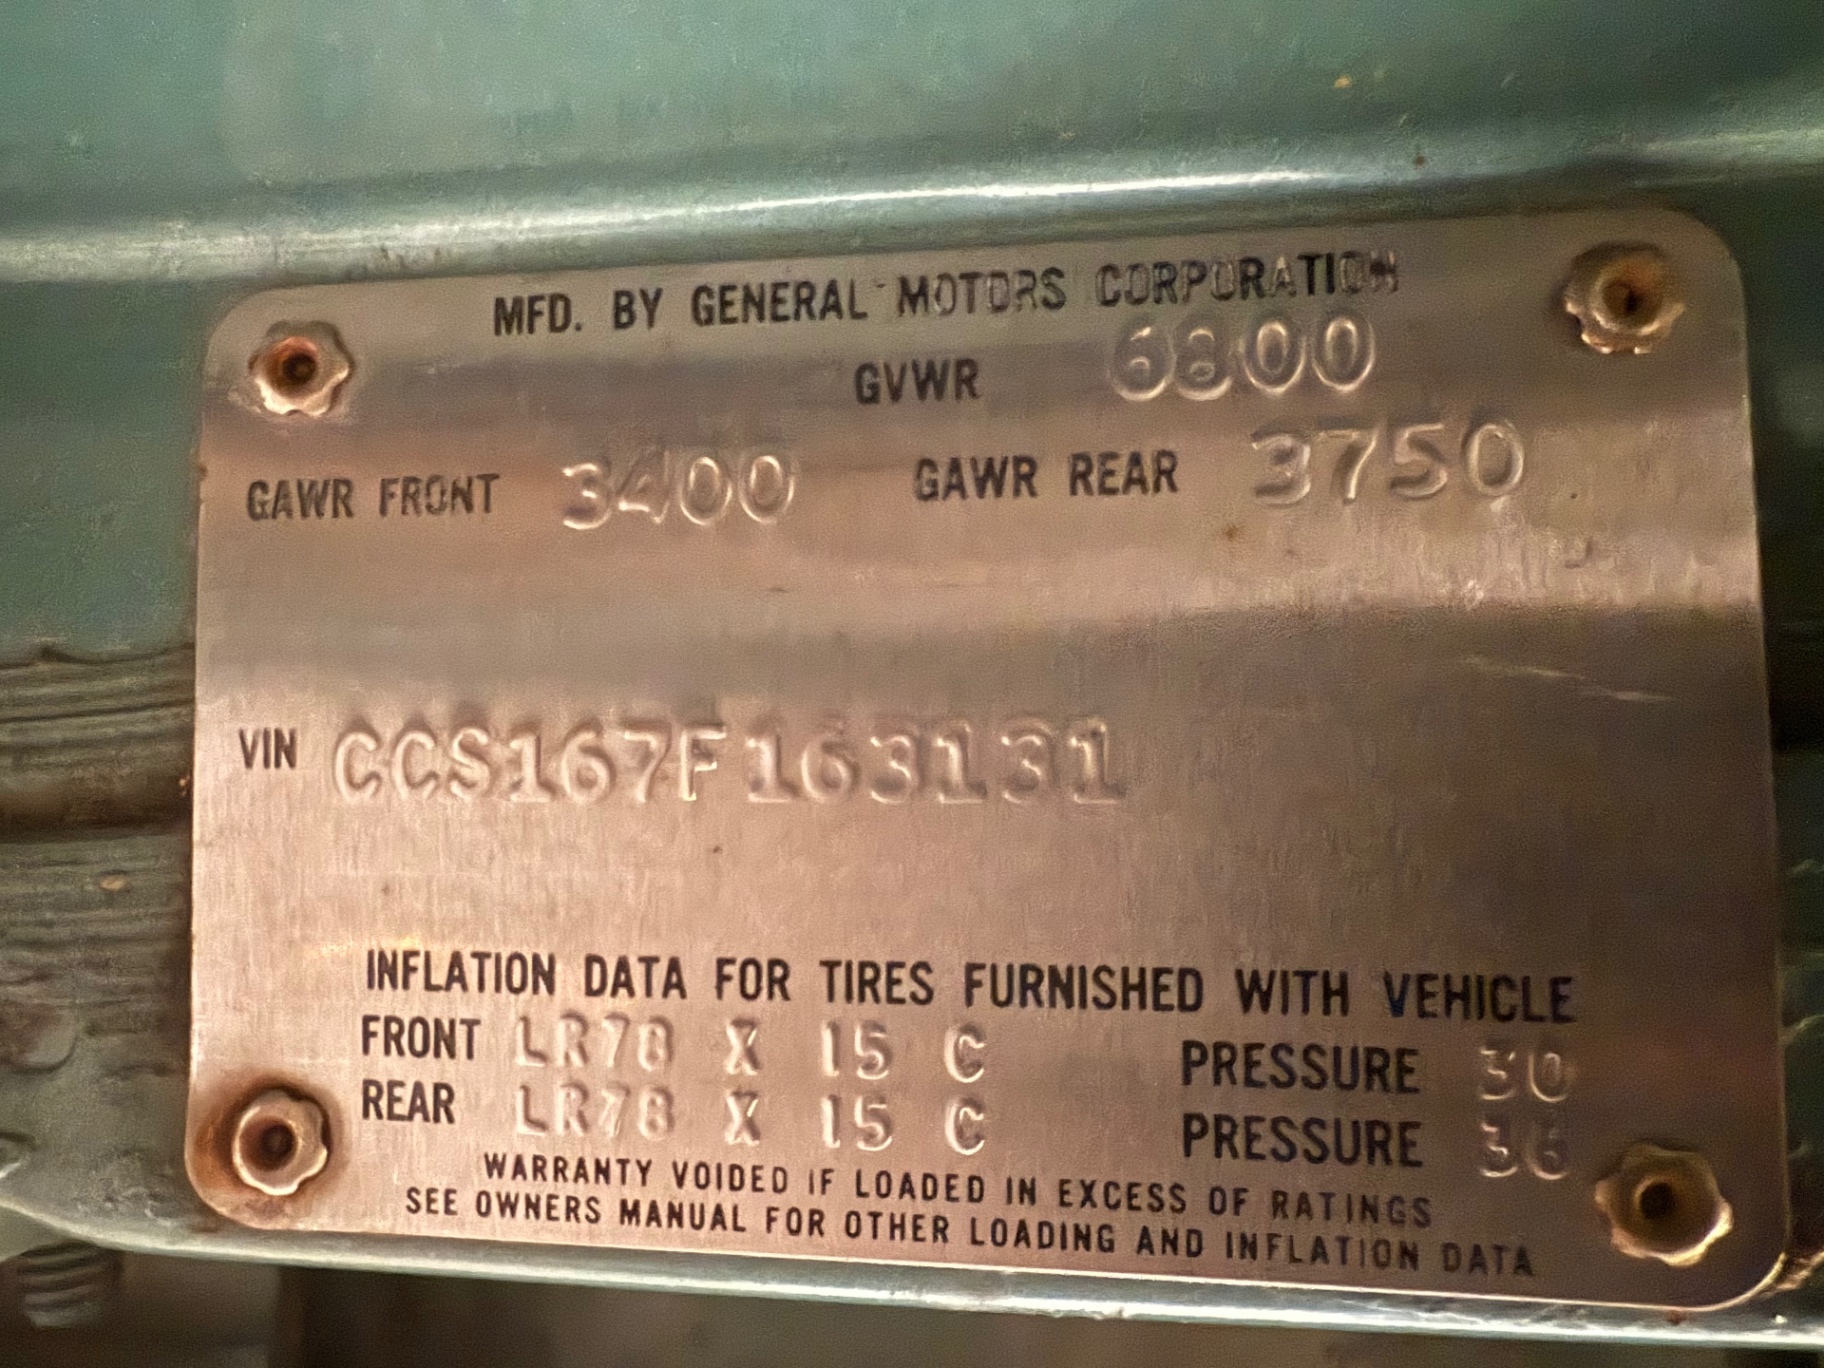 MFD. BY GENERAL MOTORS CORPORATION
GVWR 6800
GAWR FRONT 3400 GAWR REAR 3750
VIN CCS167F163131
INFLATION DATA FOR TIRES FURNISHED WITH VEHICLE
FRONT LR78 X 15 C PRESSURE 30
REAR LR78 X 15 C PRESSURE 36
WARRANTY VOIDED IF LOADED IN EXCESS OF RATINGS
SEE OWNERS MANUAL FOR OTHER LOADING AND INFLATION DATA